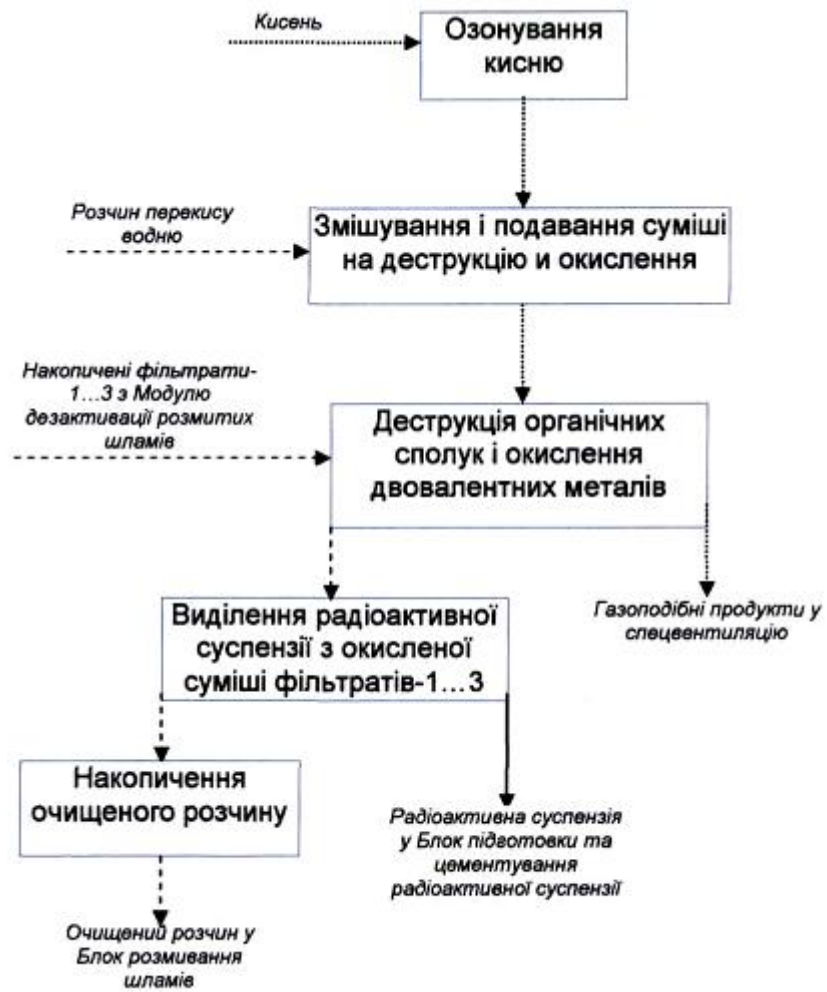 Кисень
Озонування
кисню
Розчин перекису
водню
Змішування і подавання суміші
на деструкцію и окислення
Накопичені фільтрати-
1...3 з Модулю
дезактивації розмитих
шламів
Деструкція органічних
сполук і окислення
двовалентних металів
Газоподібні продукти у
спецвентиляцію
Виділення радіоактивної
суспензії з окисленої
суміші фільтратів-1...3
Накопичення
очищеного розчину
Радіоактивна суспензія
у Блок підготовки та
цементування
радіоактивної суспензії
Очищений розчин у
Блок розмивання
шламів